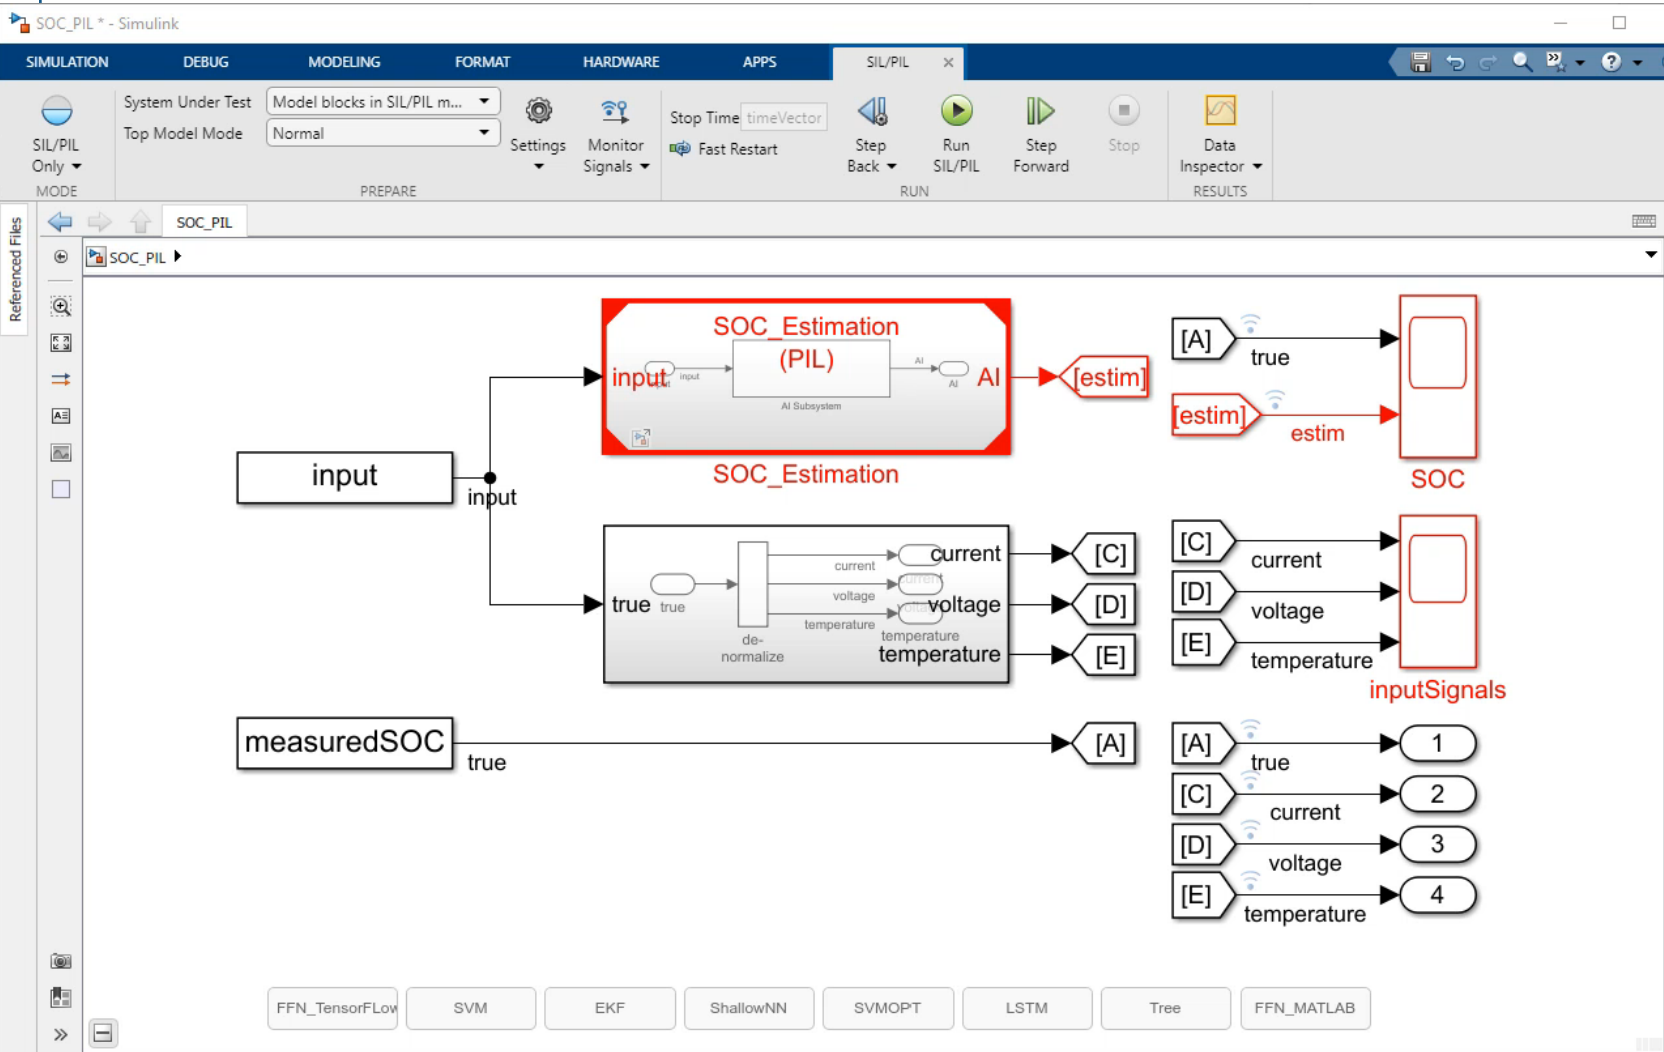 SOC_PIL * - Simulink
SIMULATION DEBUG MODELING FORMAT HARDWARE APPS SIL/PIL
SIL/PIL
Only
MODE
System Under Test Model blocks in SIL/PIL m...
Top Model Mode Normal
Settings
Monitor
Signals
PREPARE
Stop Time timeVector
Fast Restart
Step
Back
Run
SIL/PIL
Step
Forward
Stop
RUN
Data
Inspector
RESULTS
Referenced Files
SOC_PIL
SOC_PIL
SOC_Estimation
(PIL)
input
input
AI Subsystem
AI
AI
AI
SOC_Estimation
[estim]
[A]
true
[estim]
estim
SOC
input
input
true
true
de-
normalize
current
voltage
temperature
current
voltage
temperature
current
voltage
temperature
[C]
[D]
[E]
[C]
current
[D]
voltage
[E]
temperature
inputSignals
measuredSOC
true
[A]
[A]
true
1
[C]
current
2
[D]
voltage
3
[E]
temperature
4
FFN_TensorFLow SVM EKF ShallowNN SVMOPT LSTM Tree FFN_MATLAB